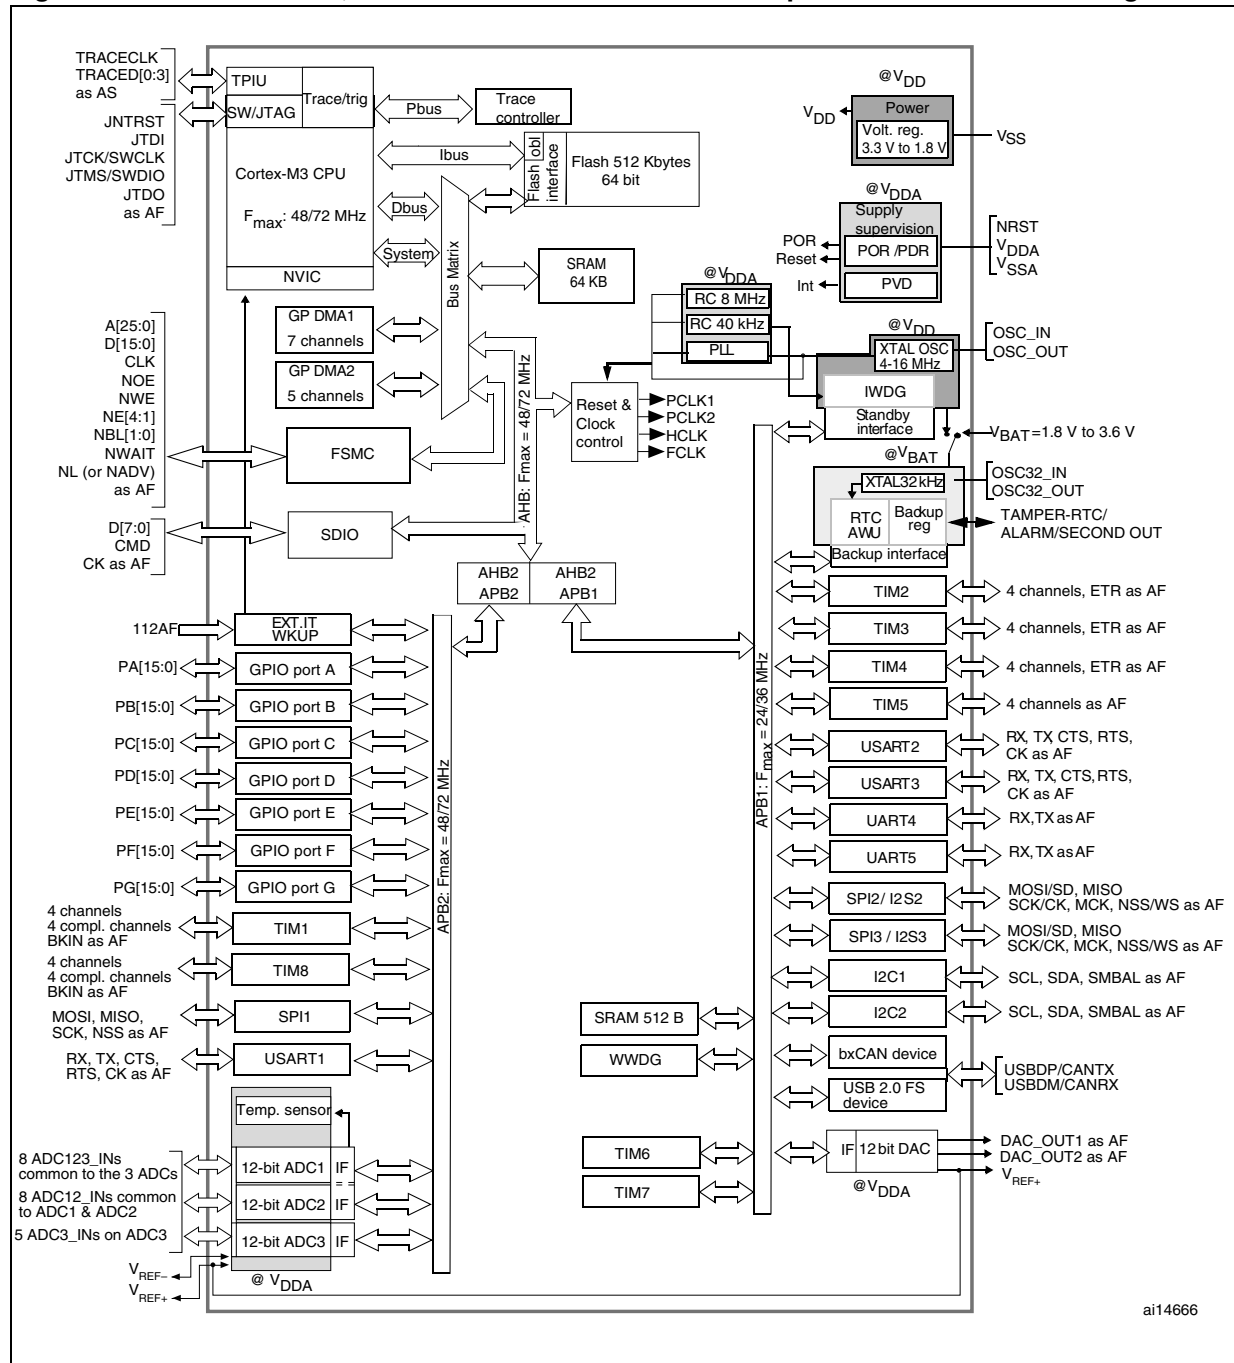 TRACECLK
TRACED[0:3]
as AS
JNTRST
JTDI
JTCK/SWCLK
JTMS/SWDIO
JTDO
as AF
TPIU
SW/JTAG
Trace/trig
Cortex-M3 CPU
Fmax: 48/72 MHz
NVIC
Pbus
Trace
controller
Ibus
Flash obl
interface
Flash 512 Kbytes
64 bit
Dbus
System
Bus Matrix
SRAM
64 KB
GP DMA1
7 channels
GP DMA2
5 channels
A[25:0]
D[15:0]
CLK
NOE
NWE
NE[4:1]
NBL[1:0]
NWAIT
NL (or NADV)
as AF
FSMC
D[7:0]
CMD
CK as AF
SDIO
AHB: Fmax = 48/72 MHz
@VDD
VDD
Power
Volt. reg.
3.3 V to 1.8 V
VSS
@VDDA
Supply
supervision
POR /PDR
PVD
POR
Reset
Int
NRST
VDDA
VSSA
@VDDA
RC 8 MHz
RC 40 kHz
PLL
@VDD
XTAL OSC
4-16 MHz
IWDG
Standby
interface
OSC_IN
OSC_OUT
Reset &
Clock
control
PCLK1
PCLK2
HCLK
FCLK
VBAT=1.8 V to 3.6 V
@VBAT
XTAL32kHz
OSC32_IN
OSC32_OUT
RTC
AWU
Backup
reg
Backup interface
TAMPER-RTC/
ALARM/SECOND OUT
AHB2
APB2
AHB2
APB1
112AF
EXT.IT
WKUP
PA[15:0]
GPIO port A
PB[15:0]
GPIO port B
PC[15:0]
GPIO port C
PD[15:0]
GPIO port D
PE[15:0]
GPIO port E
PF[15:0]
GPIO port F
PG[15:0]
GPIO port G
4 channels
4 compl. channels
BKIN as AF
TIM1
4 channels
4 compl. channels
BKIN as AF
TIM8
MOSI, MISO,
SCK, NSS as AF
SPI1
RX, TX, CTS,
RTS, CK as AF
USART1
Temp. sensor
8 ADC123_INs
common to the 3 ADCs
12-bit ADC1 IF
8 ADC12_INs common
to ADC1 & ADC2
12-bit ADC2 IF
5 ADC3_INs on ADC3
12-bit ADC3 IF
VREF–
VREF+
@ VDDA
APB2: Fmax = 48/72 MHz
APB1: Fmax = 24/36 MHz
TIM2
4 channels, ETR as AF
TIM3
4 channels, ETR as AF
TIM4
4 channels, ETR as AF
TIM5
4 channels as AF
USART2
RX, TX, CTS, RTS,
CK as AF
USART3
RX, TX, CTS, RTS,
CK as AF
UART4
RX,TX as AF
UART5
RX, TX as AF
SPI2/ I2S2
MOSI/SD, MISO
SCK/CK, MCK, NSS/WS as AF
SPI3 / I2S3
MOSI/SD, MISO
SCK/CK, MCK, NSS/WS as AF
I2C1
SCL, SDA, SMBAL as AF
I2C2
SCL, SDA, SMBAL as AF
SRAM 512 B
WWDG
bxCAN device
USB 2.0 FS
device
USBDP/CANTX
USBDM/CANRX
TIM6
TIM7
IF 12 bit DAC
@VDDA
DAC_OUT1 as AF
DAC_OUT2 as AF
VREF+
ai14666